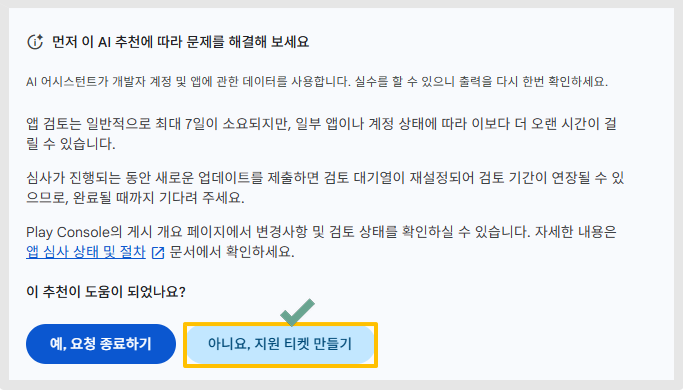 먼저 이 AI 추천에 따라 문제를 해결해 보세요
AI 어시스턴트가 개발자 계정 및 앱에 관한 데이터를 사용합니다. 실수를 할 수 있으니 출력을 다시 한번 확인하세요.
앱 검토는 일반적으로 최대 7일이 소요되지만, 일부 앱이나 계정 상태에 따라 이보다 더 오랜 시간이 걸
릴 수 있습니다.
심사가 진행되는 동안 새로운 업데이트를 제출하면 검토 대기열이 재설정되어 검토 기간이 연장될 수 있
으므로, 완료될 때까지 기다려 주세요.
Play Console의 게시 개요 페이지에서 변경사항 및 검토 상태를 확인하실 수 있습니다. 자세한 내용은
앱 심사 상태 및 절차 문서에서 확인하세요.
이 추천이 도움이 되었나요?
예, 요청 종료하기
아니요, 지원 티켓 만들기